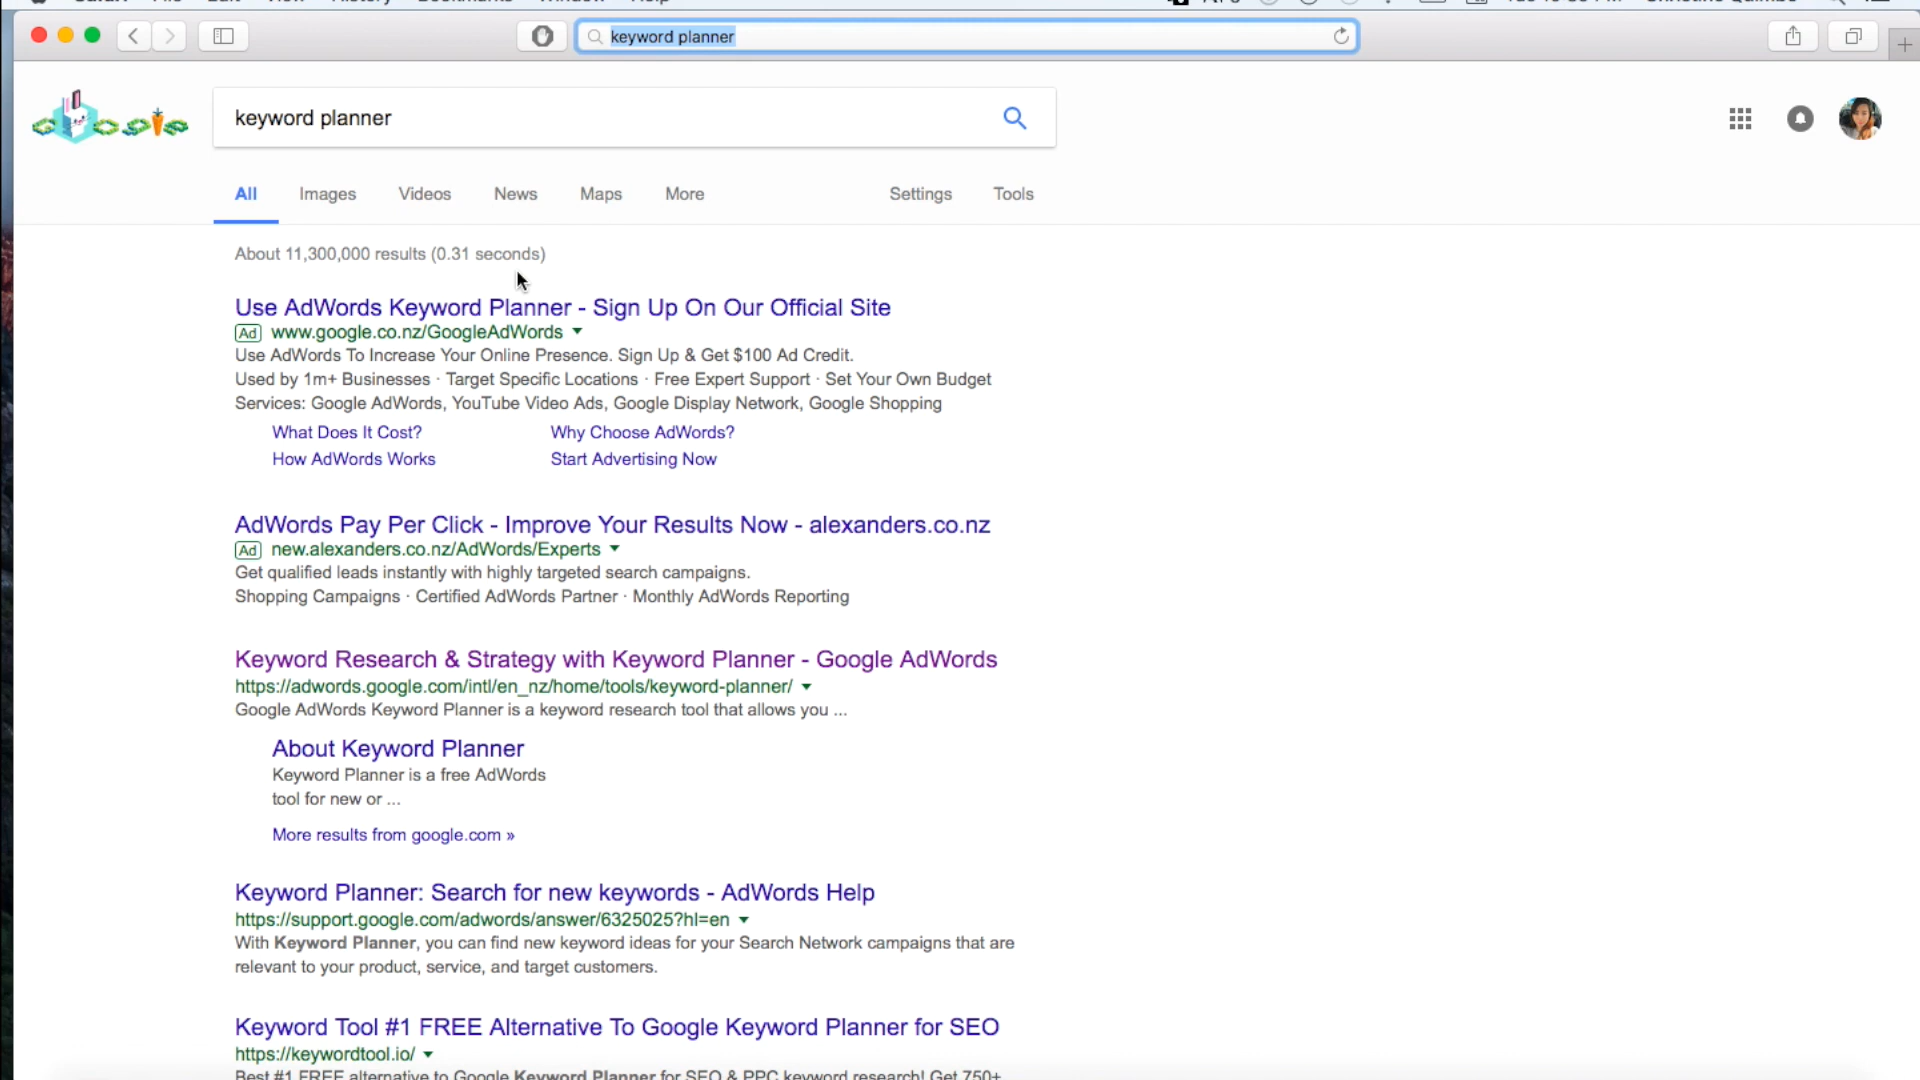 keyword planner
keyword planner
All Images Videos News Maps More Settings Tools
About 11,300,000 results (0.31 seconds)
Use AdWords Keyword Planner - Sign Up On Our Official Site
Ad www.google.co.nz/GoogleAdWords
Use AdWords To Increase Your Online Presence. Sign Up & Get $100 Ad Credit.
Used by 1m+ Businesses · Target Specific Locations · Free Expert Support · Set Your Own Budget
Services: Google AdWords, YouTube Video Ads, Google Display Network, Google Shopping
What Does It Cost? Why Choose AdWords?
How AdWords Works Start Advertising Now
AdWords Pay Per Click - Improve Your Results Now - alexanders.co.nz
Ad new.alexanders.co.nz/AdWords/Experts
Get qualified leads instantly with highly targeted search campaigns.
Shopping Campaigns · Certified AdWords Partner · Monthly AdWords Reporting
Keyword Research & Strategy with Keyword Planner - Google AdWords
https://adwords.google.com/intl/en_nz/home/tools/keyword-planner/
Google AdWords Keyword Planner is a keyword research tool that allows you ...
About Keyword Planner
Keyword Planner is a free AdWords
tool for new or ...
More results from google.com »
Keyword Planner: Search for new keywords - AdWords Help
https://support.google.com/adwords/answer/6325025?hl=en
With Keyword Planner, you can find new keyword ideas for your Search Network campaigns that are
relevant to your product, service, and target customers.
Keyword Tool #1 FREE Alternative To Google Keyword Planner for SEO
https://keywordtool.io/
Best #1 FREE alternative to Google Keyword Planner for SEO & PPC keyword research! Get 750+